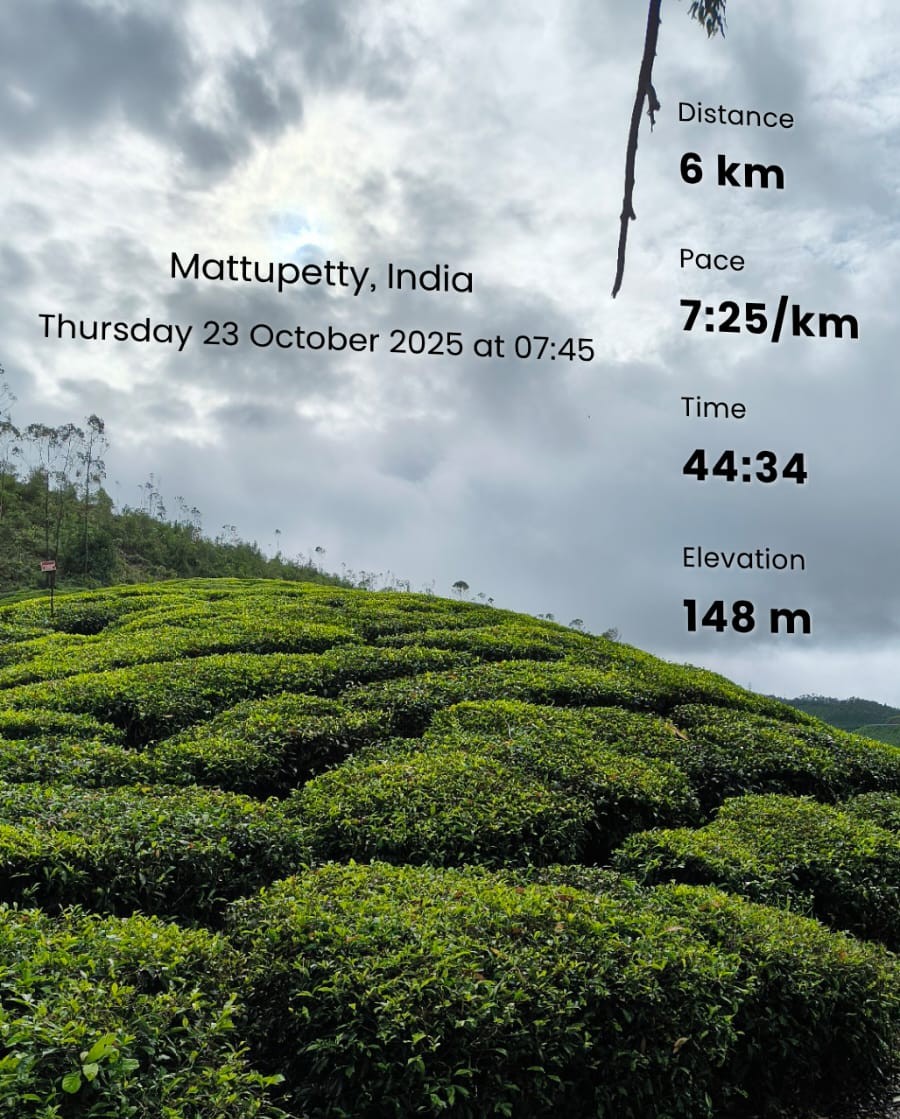 Mattupetty, India
Thursday 23 October 2025 at 07:45
Distance
6 km
Pace
7:25/km
Time
44:34
Elevation
148 m